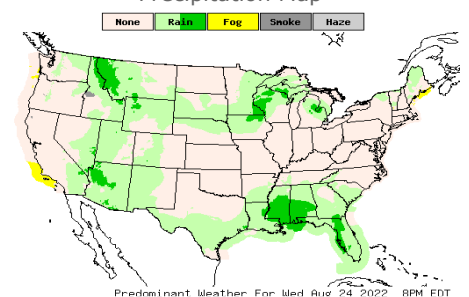 Precipitation Map
None Rain Fog Smoke Haze
Predominant Weather For Wed Aug 24 2022 8PM EDT